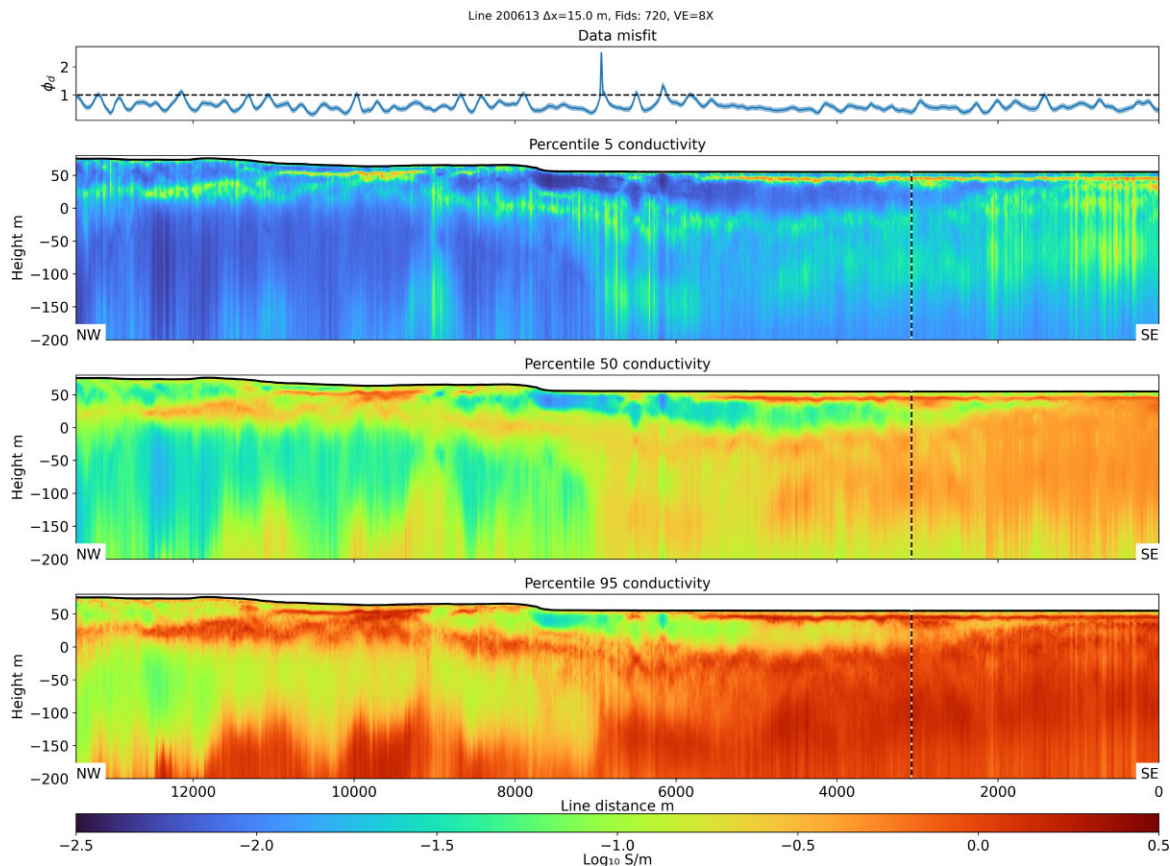 Line 200613 Δx=15.0 m, Fids: 720, VE=8X
Data misfit
ϕd
2
1
Percentile 5 conductivity
Height m
50
0
−50
−100
−150
−200
NW
SE
Percentile 50 conductivity
Height m
50
0
−50
−100
−150
−200
NW
SE
Percentile 95 conductivity
Height m
50
0
−50
−100
−150
−200
NW
SE
12000 10000 8000 6000 4000 2000 0
Line distance m
−2.5 −2.0 −1.5 −1.0 −0.5 0.0 0.5
Log₁₀ S/m